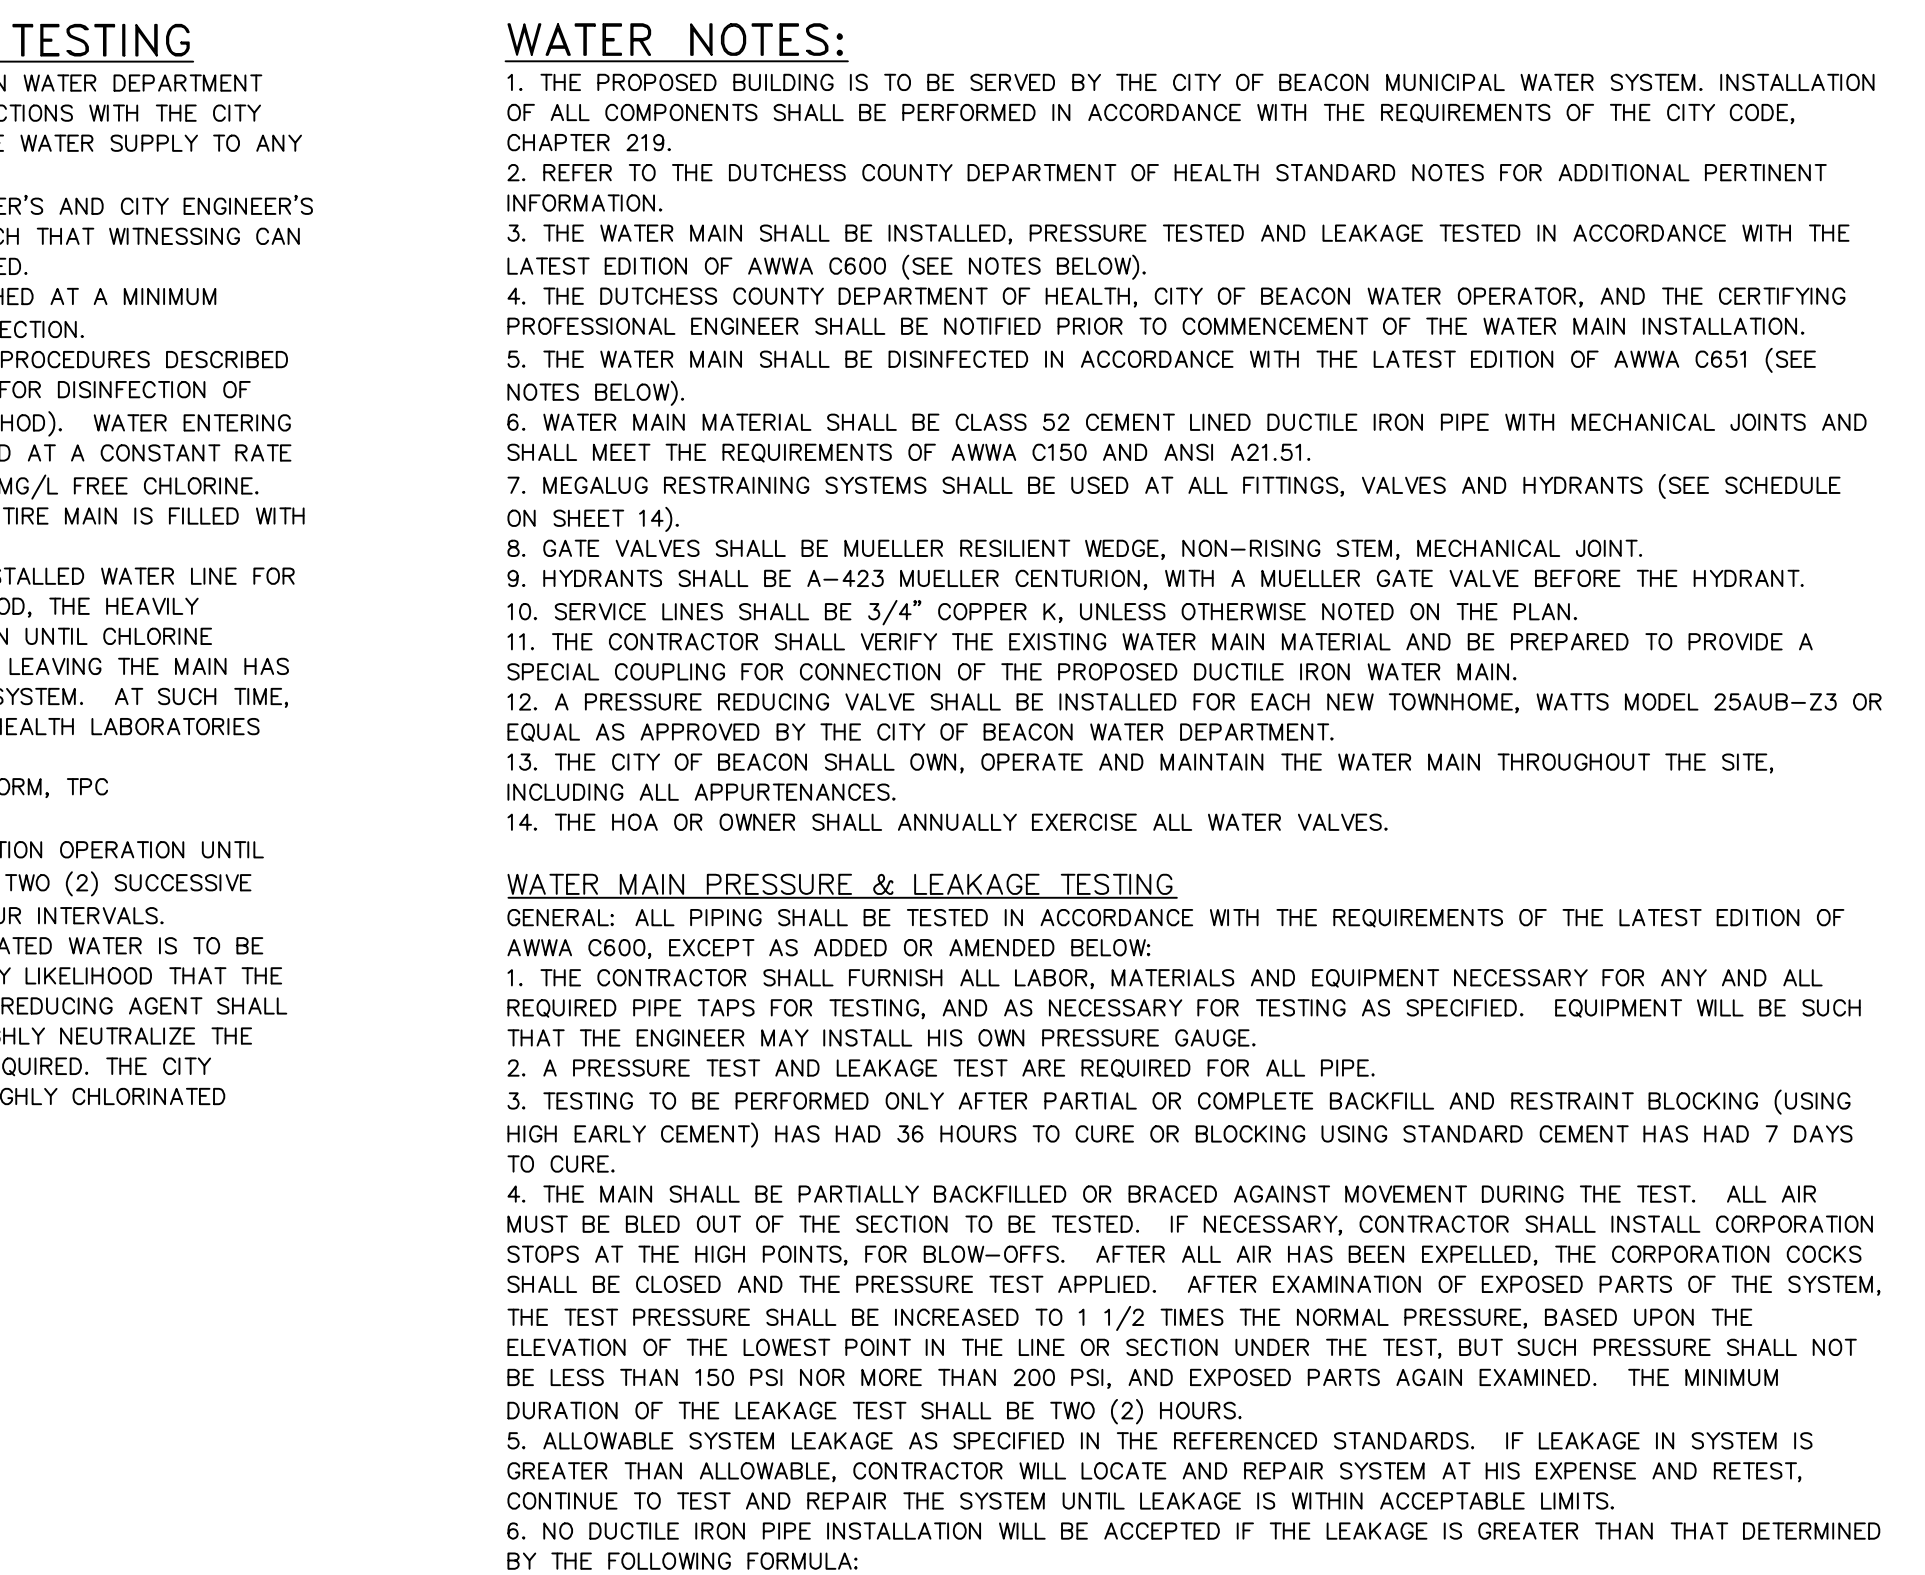 TESTING
N WATER DEPARTMENT
CTIONS WITH THE CITY
E WATER SUPPLY TO ANY
ER'S AND CITY ENGINEER'S
CH THAT WITNESSING CAN
ED.
HED AT A MINIMUM
ECTION.
PROCEDURES DESCRIBED
FOR DISINFECTION OF
HOD).  WATER ENTERING
D AT A CONSTANT RATE
MG/L FREE CHLORINE.
TIRE MAIN IS FILLED WITH
STALLED WATER LINE FOR
OD, THE HEAVILY
N UNTIL CHLORINE
LEAVING THE MAIN HAS
SYSTEM.  AT SUCH TIME,
HEALTH LABORATORIES
ORM, TPC
TION OPERATION UNTIL
TWO (2) SUCCESSIVE
UR INTERVALS.
ATED WATER IS TO BE
Y LIKELIHOOD THAT THE
REDUCING AGENT SHALL
GHLY NEUTRALIZE THE
QUIRED. THE CITY
GHLY CHLORINATED
WATER NOTES:
1. THE PROPOSED BUILDING IS TO BE SERVED BY THE CITY OF BEACON MUNICIPAL WATER SYSTEM. INSTALLATION
OF ALL COMPONENTS SHALL BE PERFORMED IN ACCORDANCE WITH THE REQUIREMENTS OF THE CITY CODE,
CHAPTER 219.
2. REFER TO THE DUTCHESS COUNTY DEPARTMENT OF HEALTH STANDARD NOTES FOR ADDITIONAL PERTINENT
INFORMATION.
3. THE WATER MAIN SHALL BE INSTALLED, PRESSURE TESTED AND LEAKAGE TESTED IN ACCORDANCE WITH THE
LATEST EDITION OF AWWA C600 (SEE NOTES BELOW).
4. THE DUTCHESS COUNTY DEPARTMENT OF HEALTH, CITY OF BEACON WATER OPERATOR, AND THE CERTIFYING
PROFESSIONAL ENGINEER SHALL BE NOTIFIED PRIOR TO COMMENCEMENT OF THE WATER MAIN INSTALLATION.
5. THE WATER MAIN SHALL BE DISINFECTED IN ACCORDANCE WITH THE LATEST EDITION OF AWWA C651 (SEE
NOTES BELOW).
6. WATER MAIN MATERIAL SHALL BE CLASS 52 CEMENT LINED DUCTILE IRON PIPE WITH MECHANICAL JOINTS AND
SHALL MEET THE REQUIREMENTS OF AWWA C150 AND ANSI A21.51.
7. MEGALUG RESTRAINING SYSTEMS SHALL BE USED AT ALL FITTINGS, VALVES AND HYDRANTS (SEE SCHEDULE
ON SHEET 14).
8. GATE VALVES SHALL BE MUELLER RESILIENT WEDGE, NON–RISING STEM, MECHANICAL JOINT.
9. HYDRANTS SHALL BE A–423 MUELLER CENTURION, WITH A MUELLER GATE VALVE BEFORE THE HYDRANT.
10. SERVICE LINES SHALL BE 3/4” COPPER K, UNLESS OTHERWISE NOTED ON THE PLAN.
11. THE CONTRACTOR SHALL VERIFY THE EXISTING WATER MAIN MATERIAL AND BE PREPARED TO PROVIDE A
SPECIAL COUPLING FOR CONNECTION OF THE PROPOSED DUCTILE IRON WATER MAIN.
12. A PRESSURE REDUCING VALVE SHALL BE INSTALLED FOR EACH NEW TOWNHOME, WATTS MODEL 25AUB–Z3 OR
EQUAL AS APPROVED BY THE CITY OF BEACON WATER DEPARTMENT.
13. THE CITY OF BEACON SHALL OWN, OPERATE AND MAINTAIN THE WATER MAIN THROUGHOUT THE SITE,
INCLUDING ALL APPURTENANCES.
14. THE HOA OR OWNER SHALL ANNUALLY EXERCISE ALL WATER VALVES.
WATER MAIN PRESSURE & LEAKAGE TESTING
GENERAL:  ALL PIPING SHALL BE TESTED IN ACCORDANCE WITH THE REQUIREMENTS OF THE LATEST EDITION OF
AWWA C600, EXCEPT AS ADDED OR AMENDED BELOW:
1. THE CONTRACTOR SHALL FURNISH ALL LABOR, MATERIALS AND EQUIPMENT NECESSARY FOR ANY AND ALL
REQUIRED PIPE TAPS FOR TESTING, AND AS NECESSARY FOR TESTING AS SPECIFIED.  EQUIPMENT WILL BE SUCH
THAT THE ENGINEER MAY INSTALL HIS OWN PRESSURE GAUGE.
2. A PRESSURE TEST AND LEAKAGE TEST ARE REQUIRED FOR ALL PIPE.
3. TESTING TO BE PERFORMED ONLY AFTER PARTIAL OR COMPLETE BACKFILL AND RESTRAINT BLOCKING (USING
HIGH EARLY CEMENT) HAS HAD 36 HOURS TO CURE OR BLOCKING USING STANDARD CEMENT HAS HAD 7 DAYS
TO CURE.
4. THE MAIN SHALL BE PARTIALLY BACKFILLED OR BRACED AGAINST MOVEMENT DURING THE TEST.  ALL AIR
MUST BE BLED OUT OF THE SECTION TO BE TESTED.  IF NECESSARY, CONTRACTOR SHALL INSTALL CORPORATION
STOPS AT THE HIGH POINTS, FOR BLOW–OFFS.  AFTER ALL AIR HAS BEEN EXPELLED, THE CORPORATION COCKS
SHALL BE CLOSED AND THE PRESSURE TEST APPLIED.  AFTER EXAMINATION OF EXPOSED PARTS OF THE SYSTEM,
THE TEST PRESSURE SHALL BE INCREASED TO 1 1/2 TIMES THE NORMAL PRESSURE, BASED UPON THE
ELEVATION OF THE LOWEST POINT IN THE LINE OR SECTION UNDER THE TEST, BUT SUCH PRESSURE SHALL NOT
BE LESS THAN 150 PSI NOR MORE THAN 200 PSI, AND EXPOSED PARTS AGAIN EXAMINED.  THE MINIMUM
DURATION OF THE LEAKAGE TEST SHALL BE TWO (2) HOURS.
5. ALLOWABLE SYSTEM LEAKAGE AS SPECIFIED IN THE REFERENCED STANDARDS.  IF LEAKAGE IN SYSTEM IS
GREATER THAN ALLOWABLE, CONTRACTOR WILL LOCATE AND REPAIR SYSTEM AT HIS EXPENSE AND RETEST,
CONTINUE TO TEST AND REPAIR THE SYSTEM UNTIL LEAKAGE IS WITHIN ACCEPTABLE LIMITS.
6. NO DUCTILE IRON PIPE INSTALLATION WILL BE ACCEPTED IF THE LEAKAGE IS GREATER THAN THAT DETERMINED
BY THE FOLLOWING FORMULA: